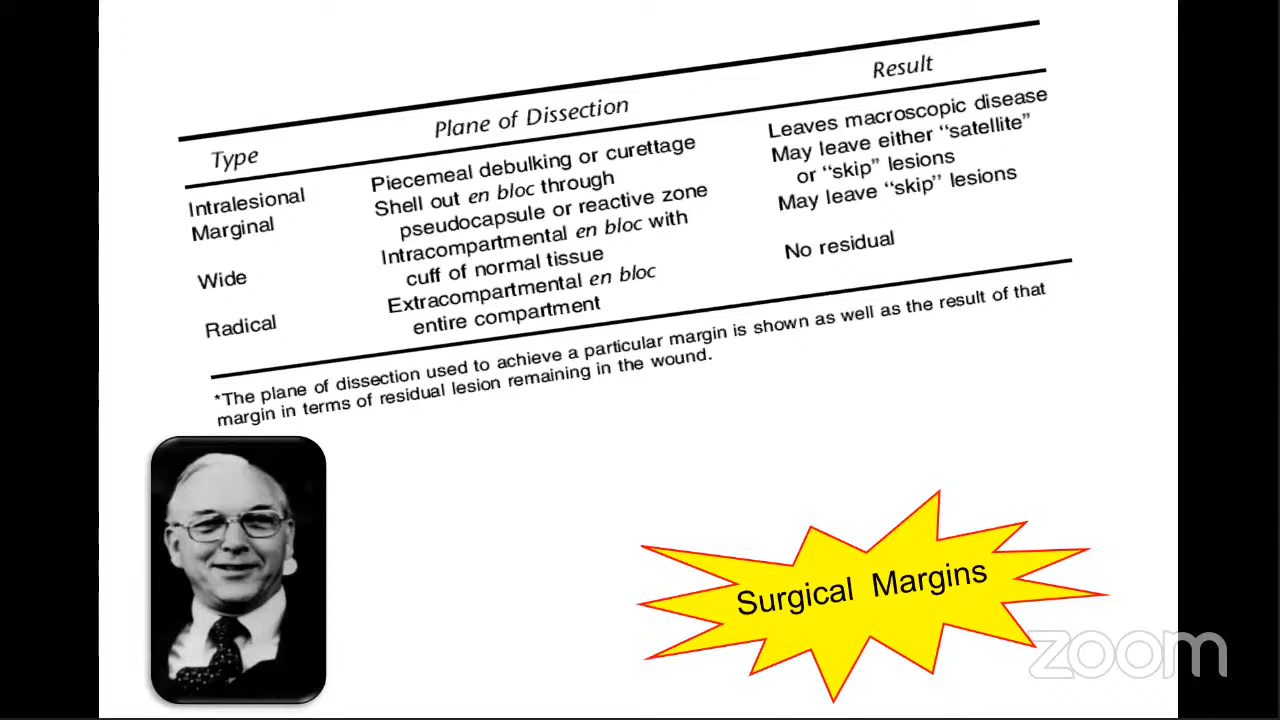 Type Plane of Dissection Result
Intralesional Piecemeal debulking or curettage Leaves macroscopic disease
Marginal Shell out en bloc through May leave either “satellite”
pseudocapsule or reactive zone or “skip” lesions
Wide Intracompartmental en bloc with May leave “skip” lesions
cuff of normal tissue
Radical Extracompartmental en bloc No residual
entire compartment
*The plane of dissection used to achieve a particular margin is shown as well as the result of that
margin in terms of residual lesion remaining in the wound.
Surgical Margins
zoom